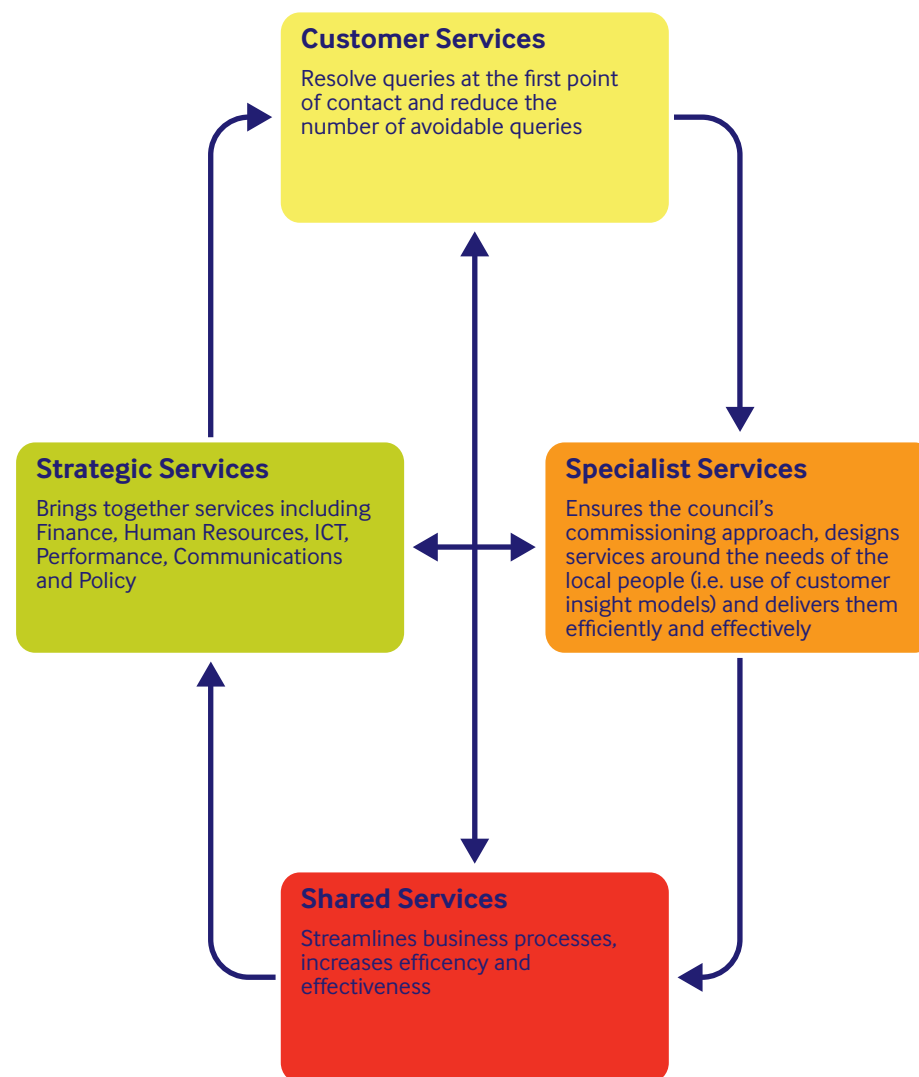 Customer Services
Resolve queries at the first point
of contact and reduce the
number of avoidable queries
Strategic Services
Brings together services including
Finance, Human Resources, ICT,
Performance, Communications
and Policy
Specialist Services
Ensures the council’s
commissioning approach, designs
services around the needs of the
local people (i.e. use of customer
insight models) and delivers them
efficiently and effectively
Shared Services
Streamlines business processes,
increases efficency and
effectiveness